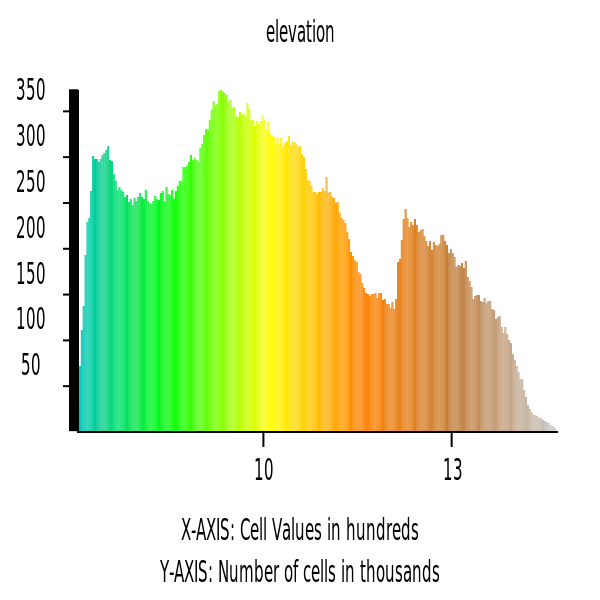 elevation
350
300
250
200
150
100
50
10 13
X-AXIS: Cell Values in hundreds
Y-AXIS: Number of cells in thousands